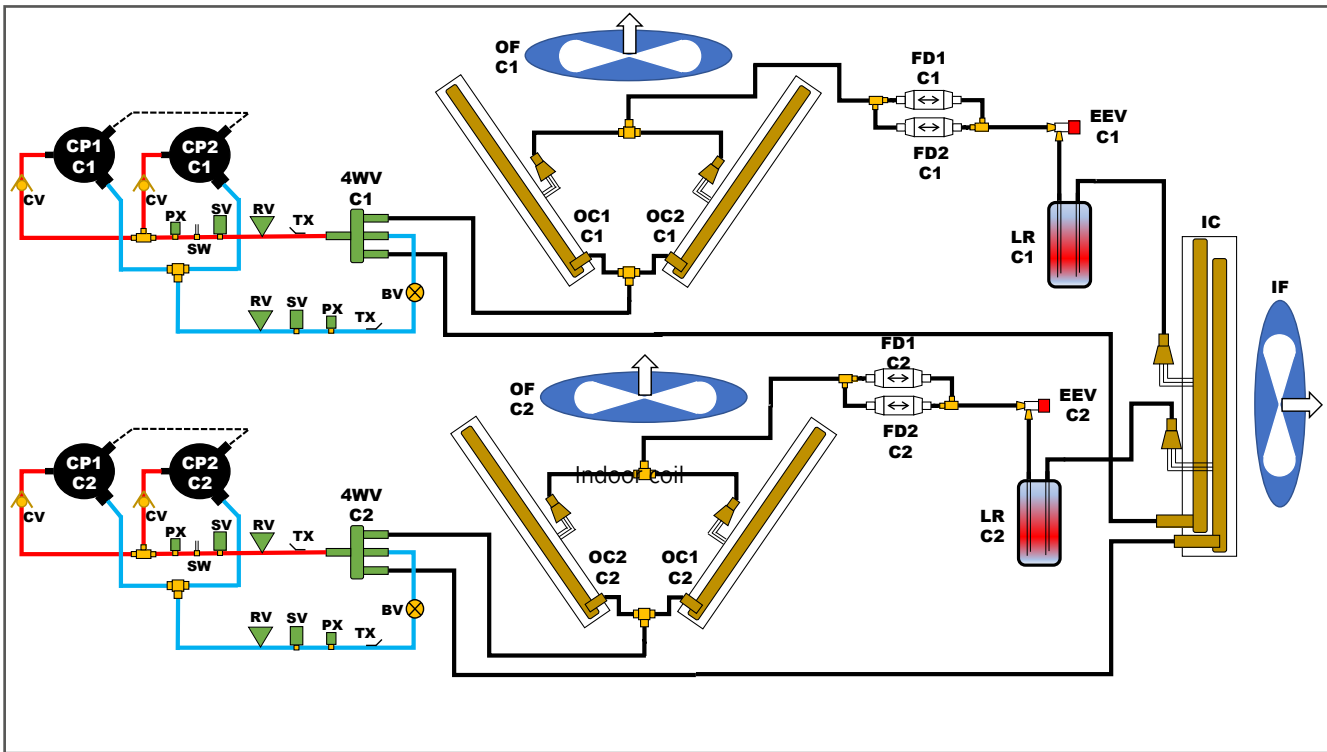 OF
C1
FD1
C1
EEV
C1
CP1
C1
CP2
C1
FD2
C1
CV
CV
4WV
C1
PX
SV
RV
TX
SW
OC1
C1
OC2
C1
LR
C1
IC
BV
RV
SV
PX
TX
IF
FD1
C2
OF
C2
EEV
C2
FD2
C2
CP1
C2
CP2
C2
Indoor coil
4WV
C2
CV
CV
PX
SV
RV
TX
SW
LR
C2
OC2
C2
OC1
C2
BV
RV
SV
PX
TX